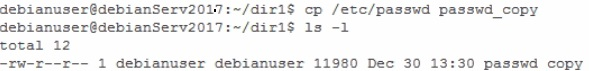 debianuser@debianServ2017:~/dir1$ cp /etc/passwd passwd_copy
debianuser@debianServ2017:~/dir1$ ls -l
total 12
-rw-r--r-- 1 debianuser debianuser 11980 Dec 30 13:30 passwd_copy